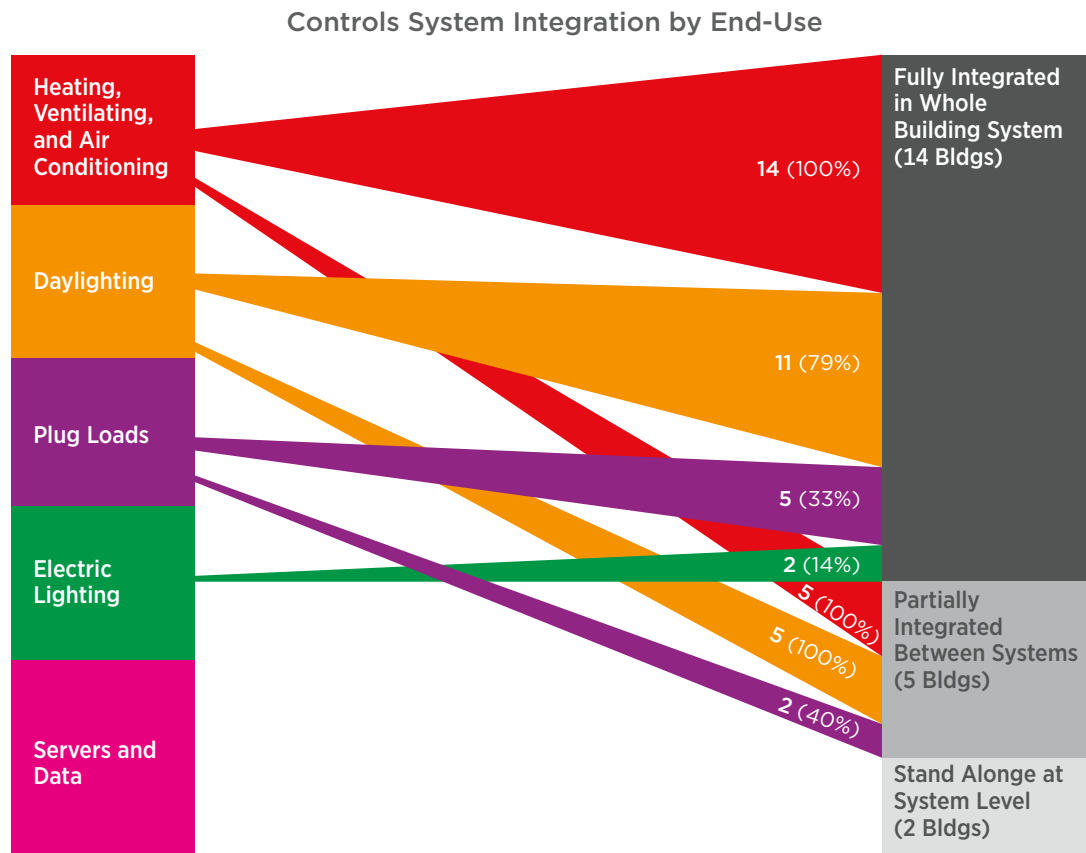 Controls System Integration by End-Use
Heating,
Ventilating,
and Air
Conditioning
Daylighting
Plug Loads
Electric
Lighting
Servers and
Data
14 (100%)
11 (79%)
5 (33%)
2 (14%)
5 (100%)
5 (100%)
2 (40%)
Fully Integrated
in Whole
Building System
(14 Bldgs)
Partially
Integrated
Between Systems
(5 Bldgs)
Stand Alonge at
System Level
(2 Bldgs)